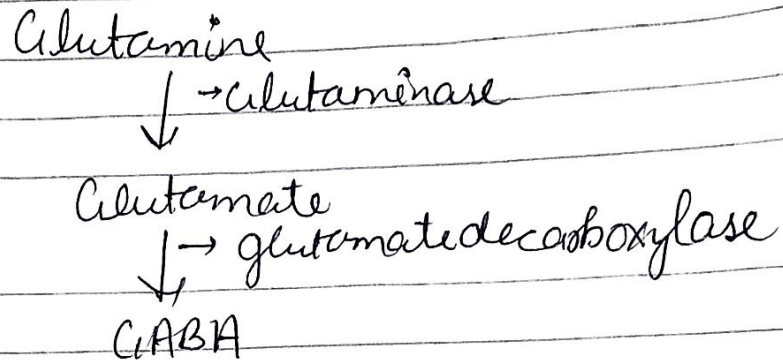 Glutamine
→ Glutaminase
Glutamate
→ glutamatedecarboxylase
GABA